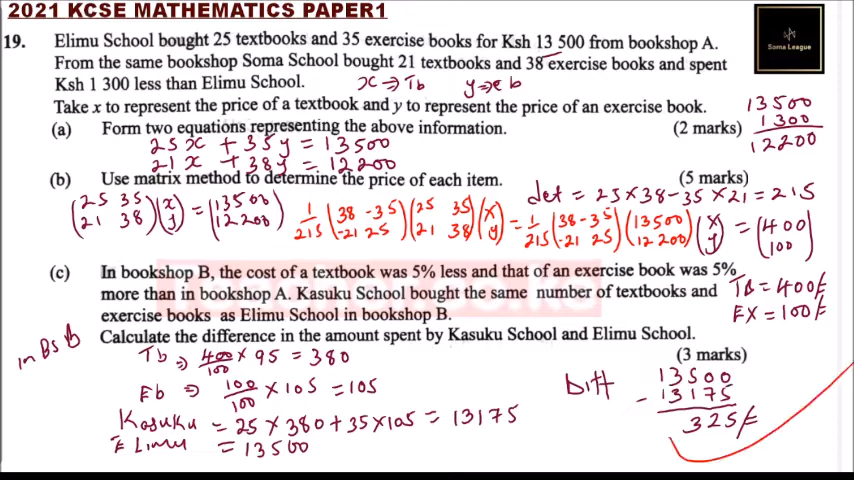 2021 KCSE MATHEMATICS PAPER1
Soma League
19. Elimu School bought 25 textbooks and 35 exercise books for Ksh 13 500 from bookshop A.
From the same bookshop Soma School bought 21 textbooks and 38 exercise books and spent
Ksh 1 300 less than Elimu School.
x → Tb y → e b
Take x to represent the price of a textbook and y to represent the price of an exercise book.
(a) Form two equations representing the above information. (2 marks)
13500
1300
12200
25x + 35y = 13500
21x + 38y = 12200
(b) Use matrix method to determine the price of each item. (5 marks)
det = 25 × 38 - 35 × 21 = 215
(25 35 / 21 38)(x / y) = (13500 / 12200)
1/215 (38 -35 / -21 25)(25 35 / 21 38)(x / y) = 1/215 (38 -35 / -21 25)(13500 / 12200) (x / y) = (400 / 100)
(c) In bookshop B, the cost of a textbook was 5% less and that of an exercise book was 5%
more than in bookshop A. Kasuku School bought the same number of textbooks and
exercise books as Elimu School in bookshop B.
TB = 400/=
EX = 100/=
Calculate the difference in the amount spent by Kasuku School and Elimu School.
(3 marks)
in BS B
Tb ⇒ 400/100 × 95 = 380
Eb ⇒ 100/100 × 105 = 105
Kasuku = 25 × 380 + 35 × 105 = 13175
Elimu = 13500
Diff 13500
- 13175
325/=